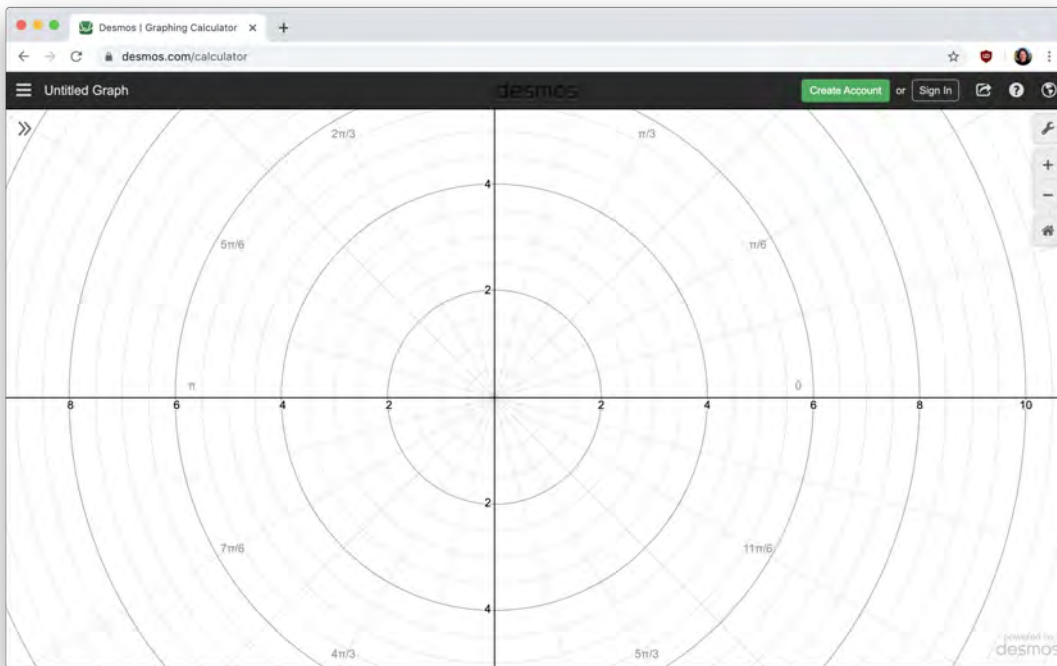 Desmos | Graphing Calculator
desmos.com/calculator
Untitled Graph
desmos
Create Account or Sign In
2π/3 π/3
4
5π/6 π/6
2
π 0
8 6 4 2 2 4 6 8 10
2
7π/6 11π/6
4
4π/3 5π/3
powered by
desmos